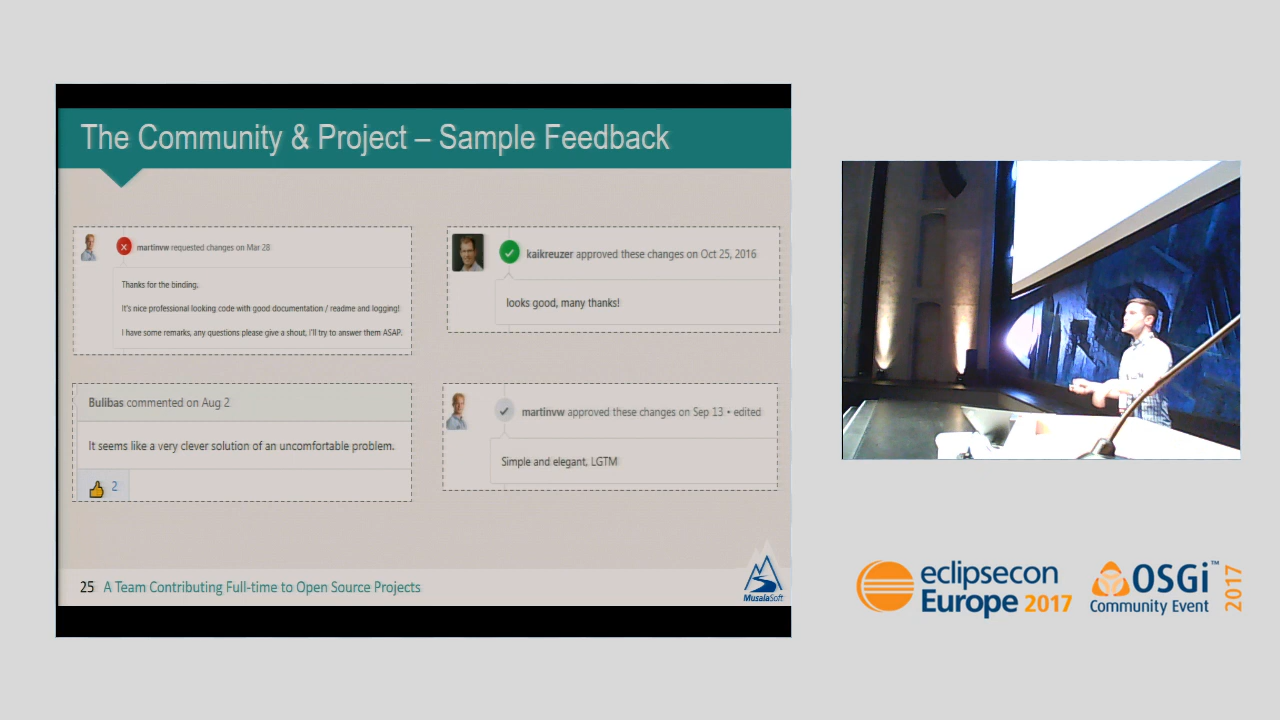 The Community & Project – Sample Feedback
martinvw requested changes on Mar 28
Thanks for the binding.
It's nice professional looking code with good documentation / readme and logging!
I have some remarks, any questions please give a shout, I'll try to answer them ASAP.
kaikreuzer approved these changes on Oct 25, 2016
looks good, many thanks!
Bulibas commented on Aug 2
It seems like a very clever solution of an uncomfortable problem.
2
martinvw approved these changes on Sep 13 • edited
Simple and elegant, LGTM
25 A Team Contributing Full-time to Open Source Projects
MusalaSoft
eclipsecon
Europe 2017
OSGi™
Community Event
2017